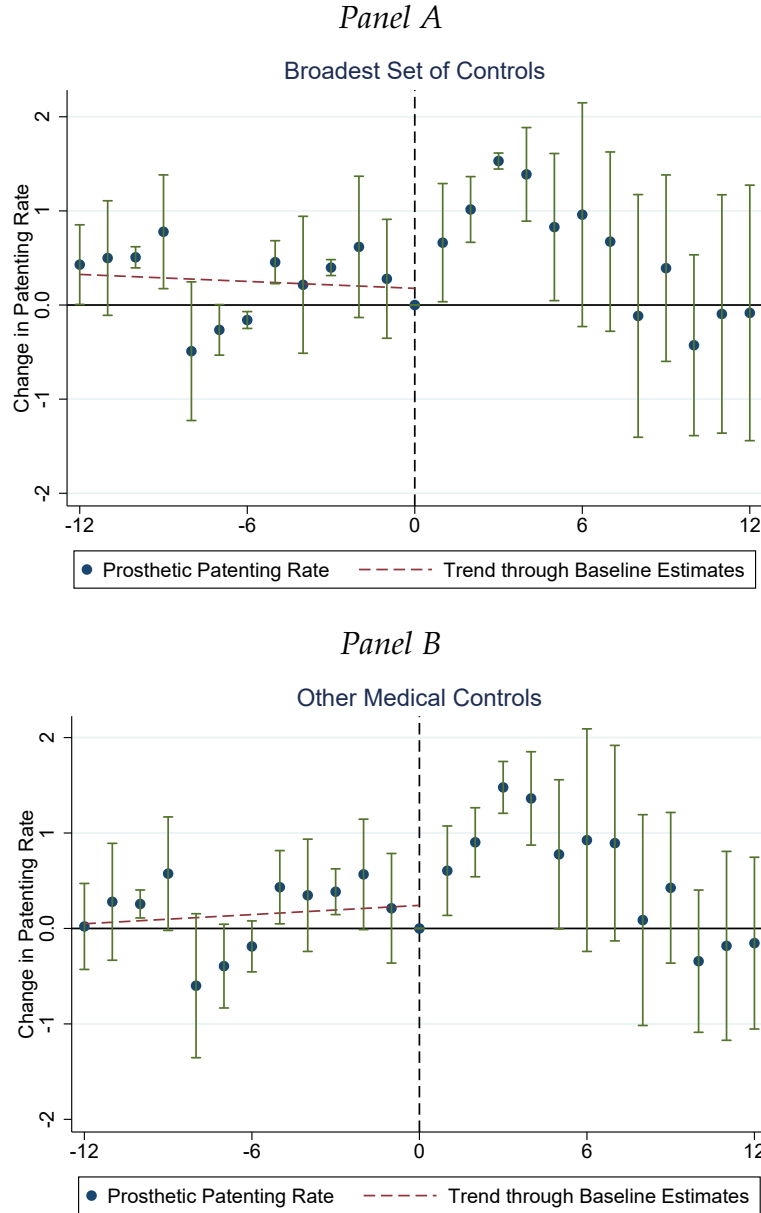 Panel A
Broadest Set of Controls
Change in Patenting Rate
2
1
0.0
-1
-2
-12
-6
0
6
12
Prosthetic Patenting Rate
Trend through Baseline Estimates
Panel B
Other Medical Controls
Change in Patenting Rate
2
1
0.0
-1
-2
-12
-6
0
6
12
Prosthetic Patenting Rate
Trend through Baseline Estimates